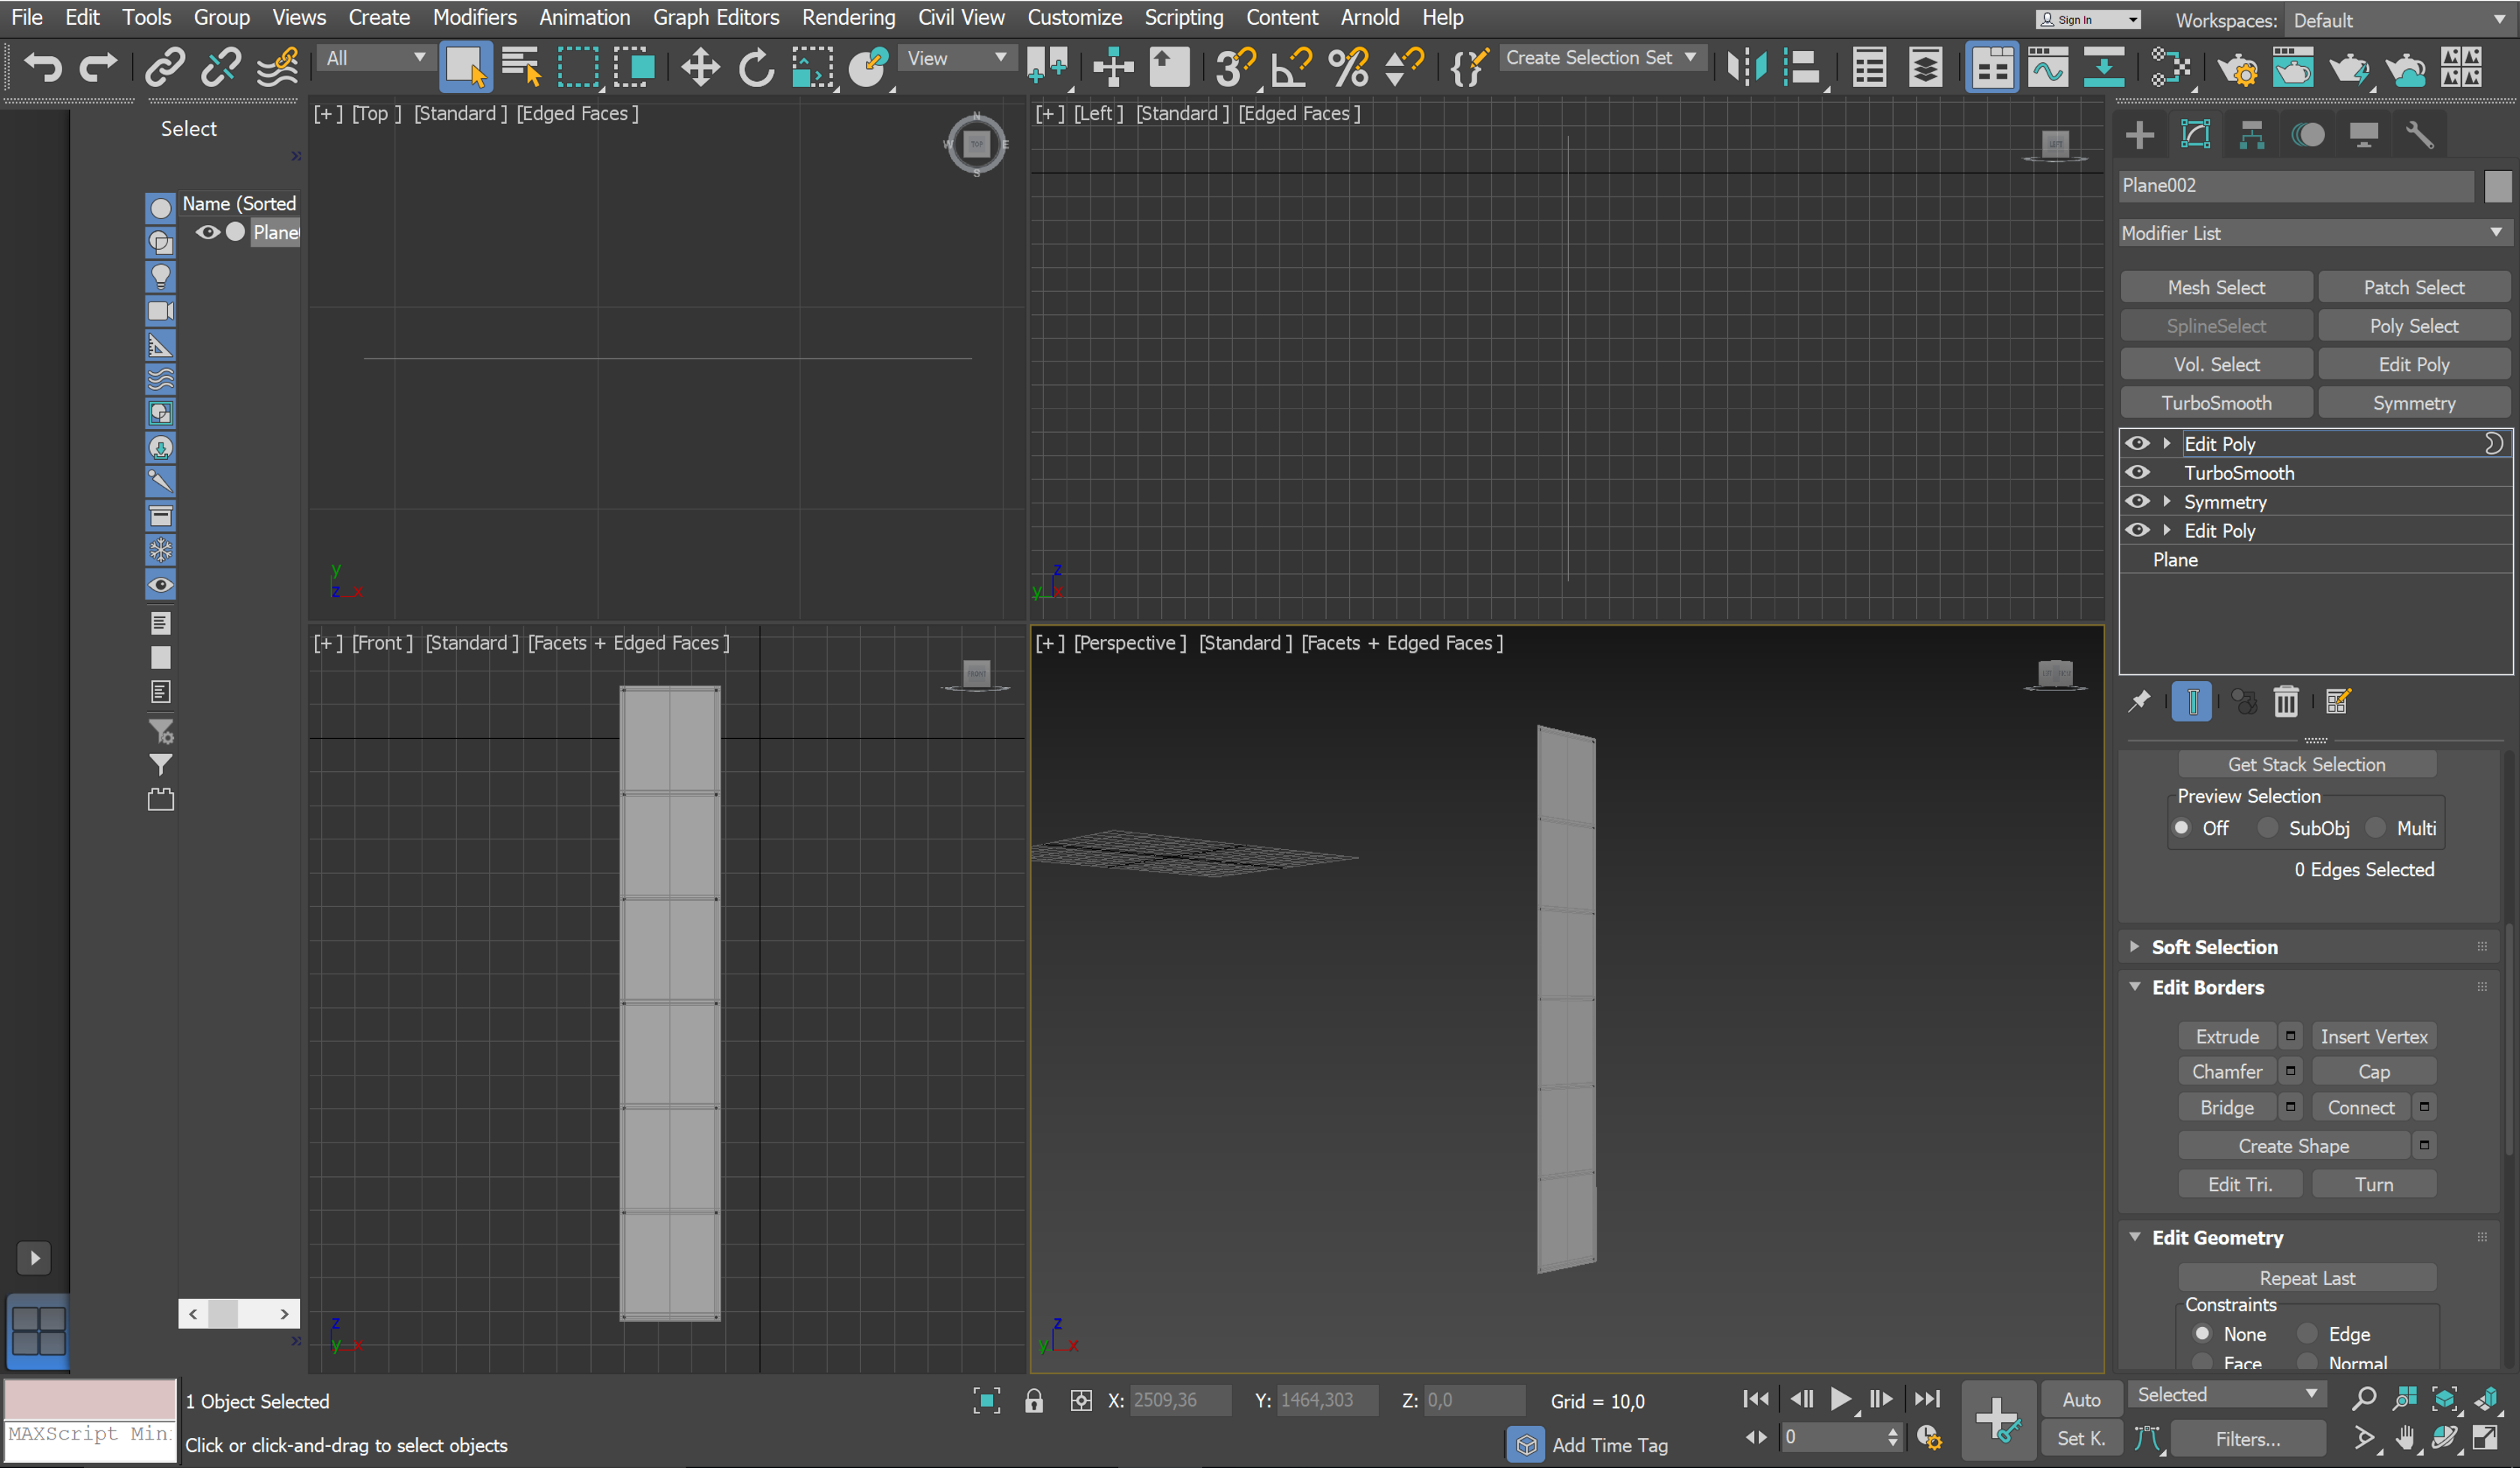 File Edit Tools Group Views Create Modifiers Animation Graph Editors Rendering Civil View Customize Scripting Content Arnold Help
Sign In
Workspaces: Default
All
View
Create Selection Set
Select
Name (Sorted
Plane
[+] [Top ] [Standard ] [Edged Faces ]
N
W
TOP
E
S
y
z x
[+] [Left ] [Standard ] [Edged Faces ]
z
y x
[+] [Front ] [Standard ] [Facets + Edged Faces ]
FRONT
z
y x
[+] [Perspective ] [Standard ] [Facets + Edged Faces ]
z
y x
Plane002
Modifier List
Mesh Select Patch Select
SplineSelect Poly Select
Vol. Select Edit Poly
TurboSmooth Symmetry
Edit Poly
TurboSmooth
Symmetry
Edit Poly
Plane
Get Stack Selection
Preview Selection
Off SubObj Multi
0 Edges Selected
Soft Selection
Edit Borders
Extrude Insert Vertex
Chamfer Cap
Bridge Connect
Create Shape
Edit Tri. Turn
Edit Geometry
Repeat Last
Constraints
None Edge
Face Normal
1 Object Selected
MAXScript Min
Click or click-and-drag to select objects
X: 2509,36 Y: 1464,303 Z: 0,0 Grid = 10,0
Add Time Tag
0
Auto Selected
Set K. Filters...